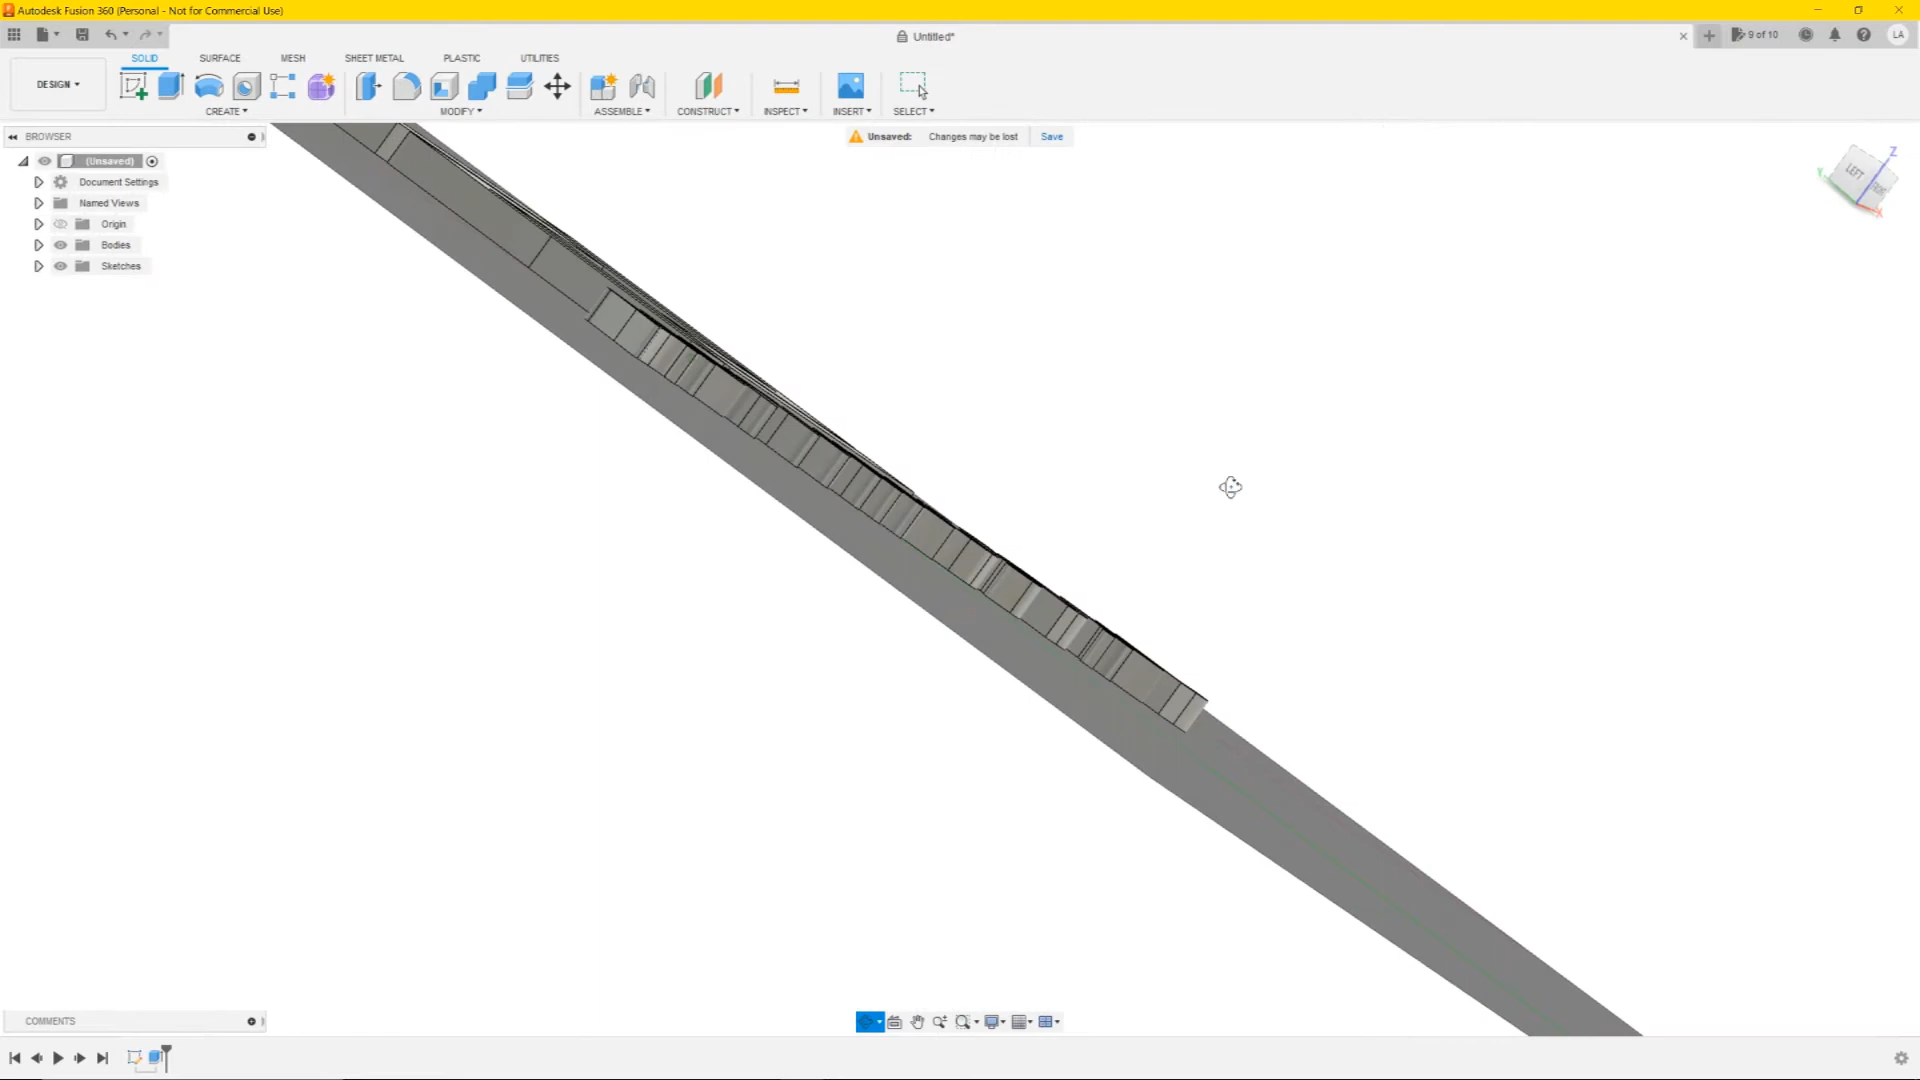 Autodesk Fusion 360 (Personal - Not for Commercial Use)
Untitled*
9 of 10
LA
SOLID SURFACE MESH SHEET METAL PLASTIC UTILITIES
DESIGN
CREATE MODIFY ASSEMBLE CONSTRUCT INSPECT INSERT SELECT
BROWSER
Unsaved: Changes may be lost Save
(Unsaved)
Document Settings
Named Views
Origin
Bodies
Sketches
Z
LEFT
Y
X
COMMENTS